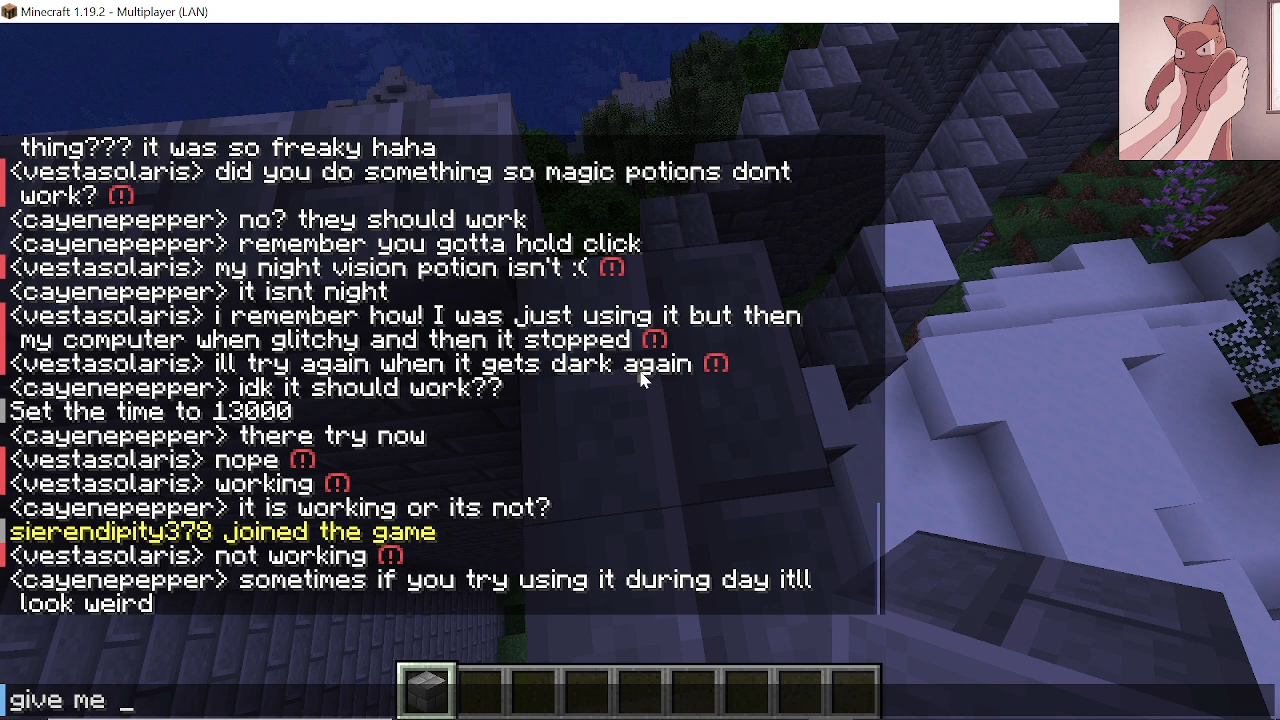 Minecraft 1.19.2 - Multiplayer (LAN)
thing??? it was so freaky haha
<vestasolaris> did you do something so magic potions dont
work? (!)
<cayenepepper> no? they should work
<cayenepepper> remember you gotta hold click
<vestasolaris> my night vision potion isn't :( (!)
<cayenepepper> it isnt night
<vestasolaris> i remember how! I was just using it but then
my computer when glitchy and then it stopped (!)
<vestasolaris> ill try again when it gets dark again (!)
<cayenepepper> idk it should work??
Set the time to 13000
<cayenepepper> there try now
<vestasolaris> nope (!)
<vestasolaris> working (!)
<cayenepepper> it is working or its not?
sierendipity378 joined the game
<vestasolaris> not working (!)
<cayenepepper> sometimes if you try using it during day itll
look weird
give me _